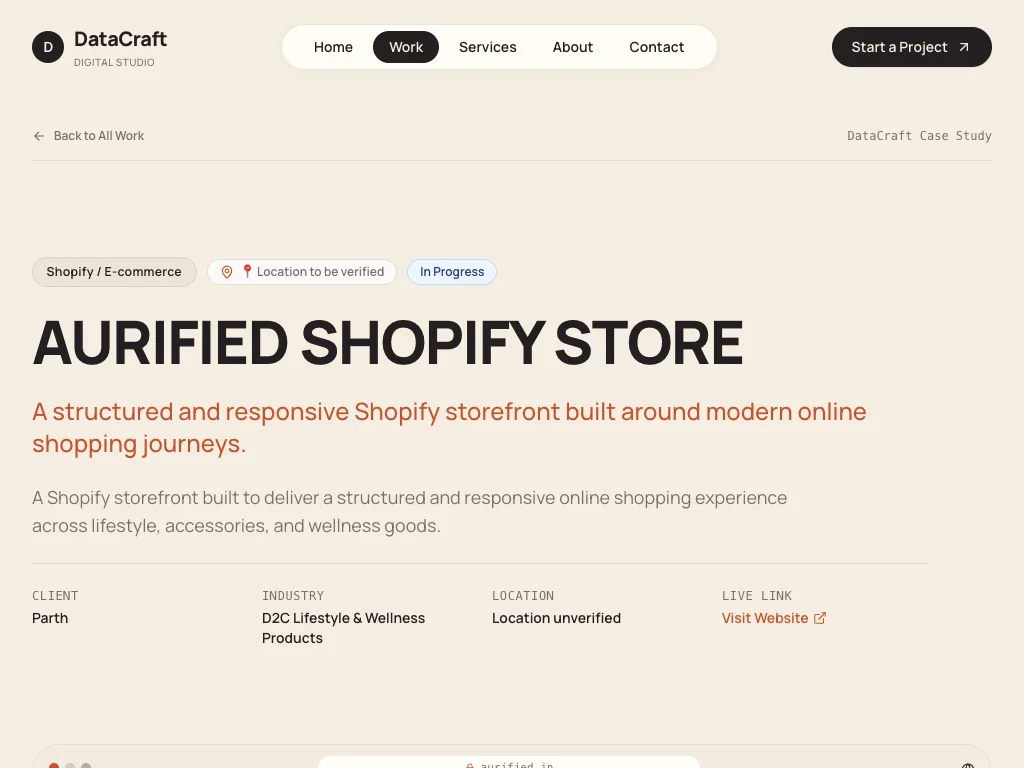 D
DataCraft
DIGITAL STUDIO
Home
Work
Services
About
Contact
Start a Project
Back to All Work
DataCraft Case Study
Shopify / E-commerce
📍 Location to be verified
In Progress
AURIFIED SHOPIFY STORE
A structured and responsive Shopify storefront built around modern online
shopping journeys.
A Shopify storefront built to deliver a structured and responsive online shopping experience
across lifestyle, accessories, and wellness goods.
CLIENT
Parth
INDUSTRY
D2C Lifestyle & Wellness
Products
LOCATION
Location unverified
LIVE LINK
Visit Website
aurified.in